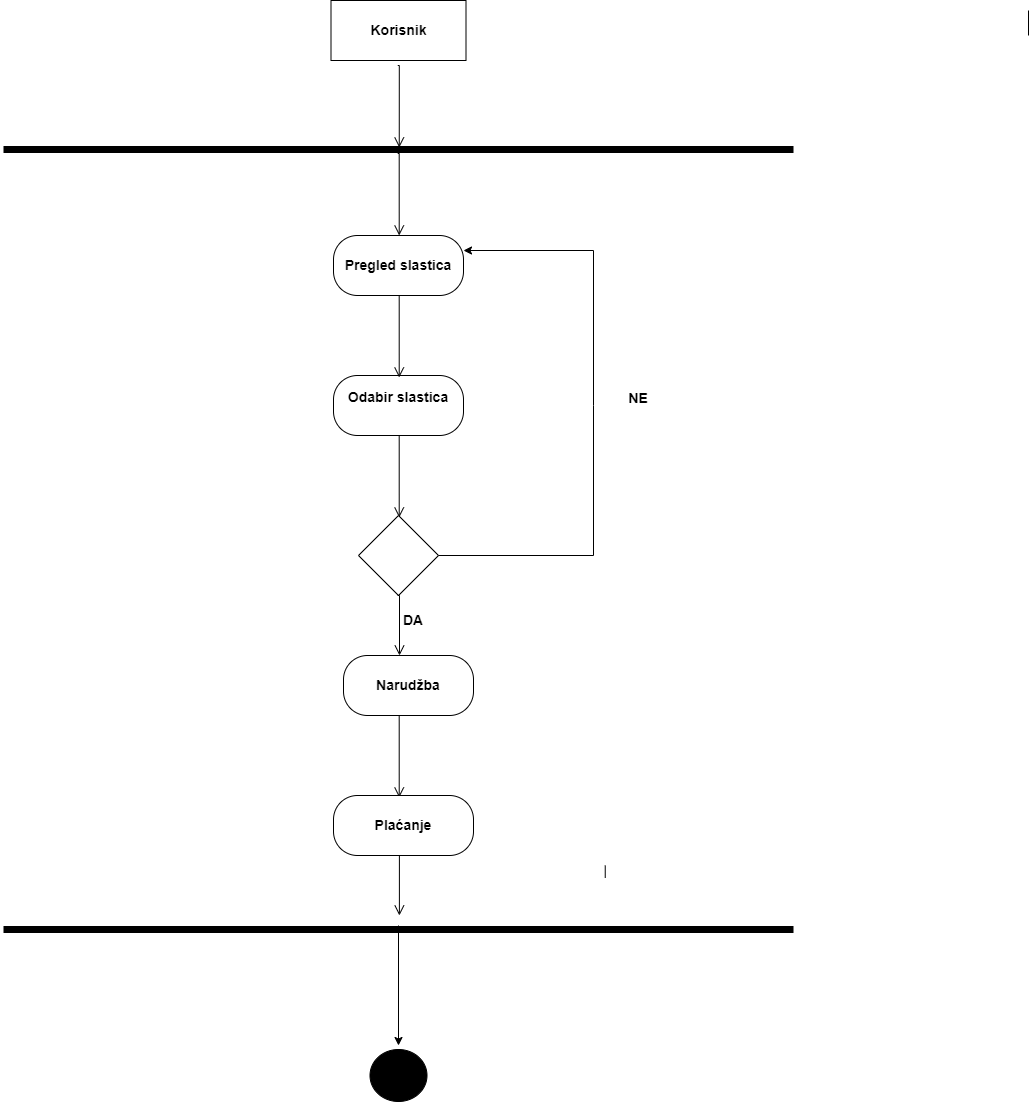 Korisnik
Pregled slastica
Odabir slastica
NE
DA
Narudžba
Plaćanje